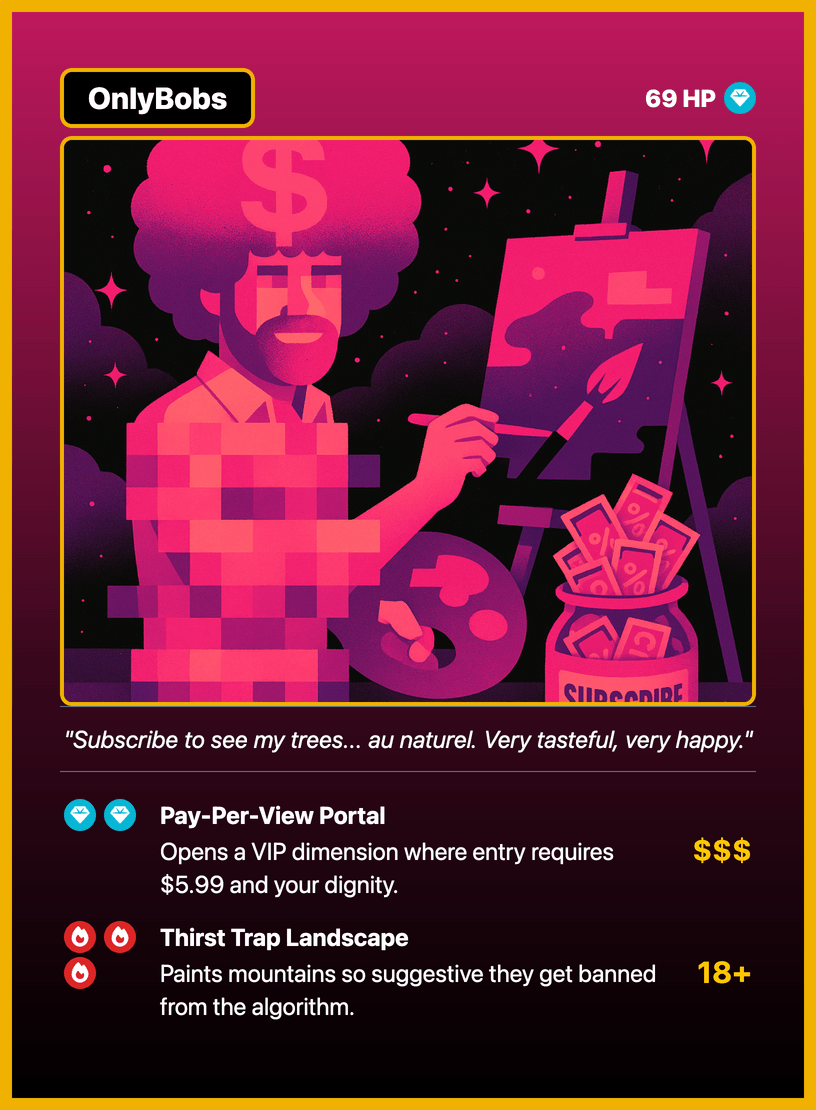 OnlyBobs
69 HP
$
SUBSCRIBE
"Subscribe to see my trees... au naturel. Very tasteful, very happy."
Pay-Per-View Portal
Opens a VIP dimension where entry requires
$$$
$5.99 and your dignity.
Thirst Trap Landscape
Paints mountains so suggestive they get banned
18+
from the algorithm.